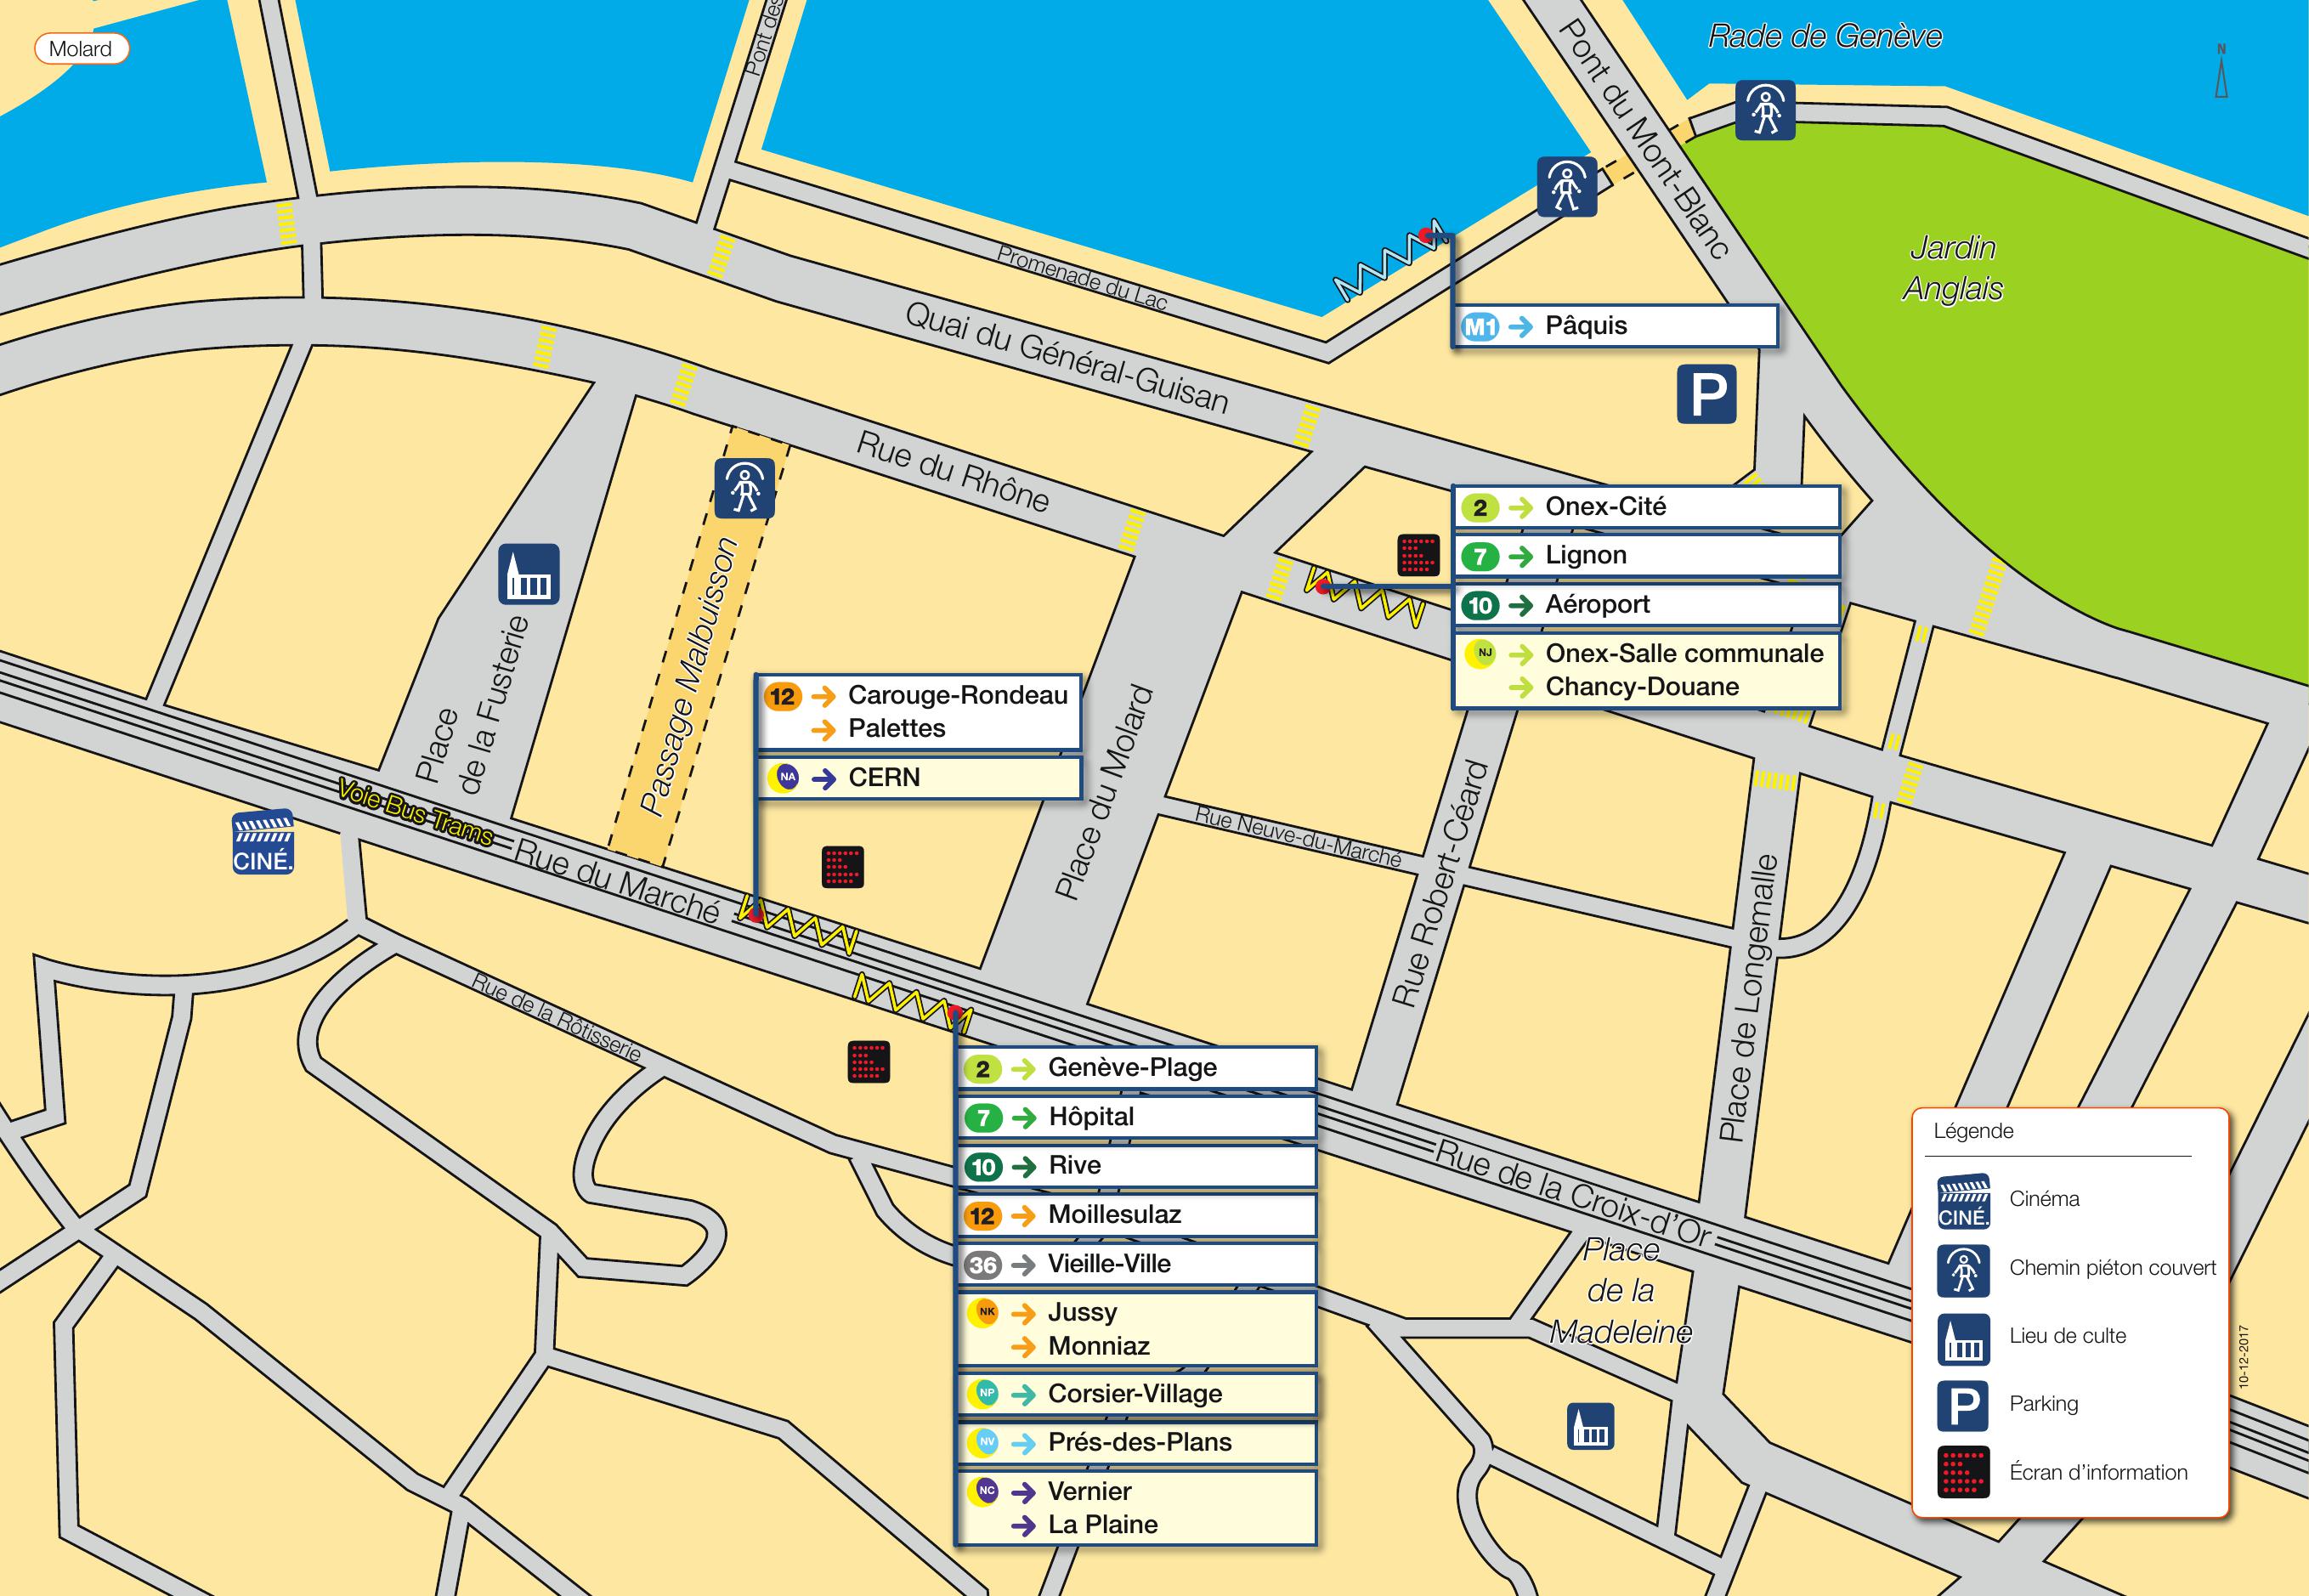 Molard
Pont des
Pont du Mont-Blanc
Rade de Genève
N
Jardin
Anglais
Promenade du Lac
Quai du Général-Guisan
M1 → Pâquis
P
Rue du Rhône
2 → Onex-Cité
7 → Lignon
10 → Aéroport
NJ → Onex-Salle communale
→ Chancy-Douane
Place
de la Fusterie
Passage Malbuisson
12 → Carouge-Rondeau
→ Palettes
NA → CERN
Place du Molard
Rue Neuve-du-Marché
Rue Robert-Céard
Place de Longemalle
Voie Bus Trams
CINÉ.
Rue du Marché
Rue de la Rôtisserie
2 → Genève-Plage
7 → Hôpital
10 → Rive
12 → Moillesulaz
36 → Vieille-Ville
NK → Jussy
→ Monniaz
NP → Corsier-Village
NV → Prés-des-Plans
NC → Vernier
→ La Plaine
Rue de la Croix-d'Or
Place
de la
Madeleine
Légende
CINÉ. Cinéma
Chemin piéton couvert
Lieu de culte
P Parking
Écran d'information
10-12-2017